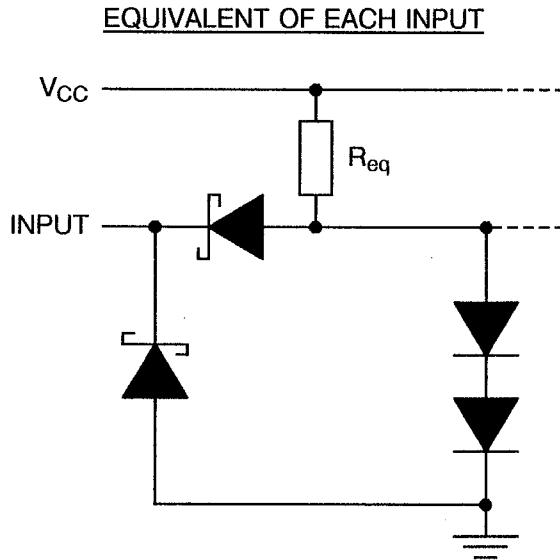 EQUIVALENT OF EACH INPUT
VCC
Req
INPUT